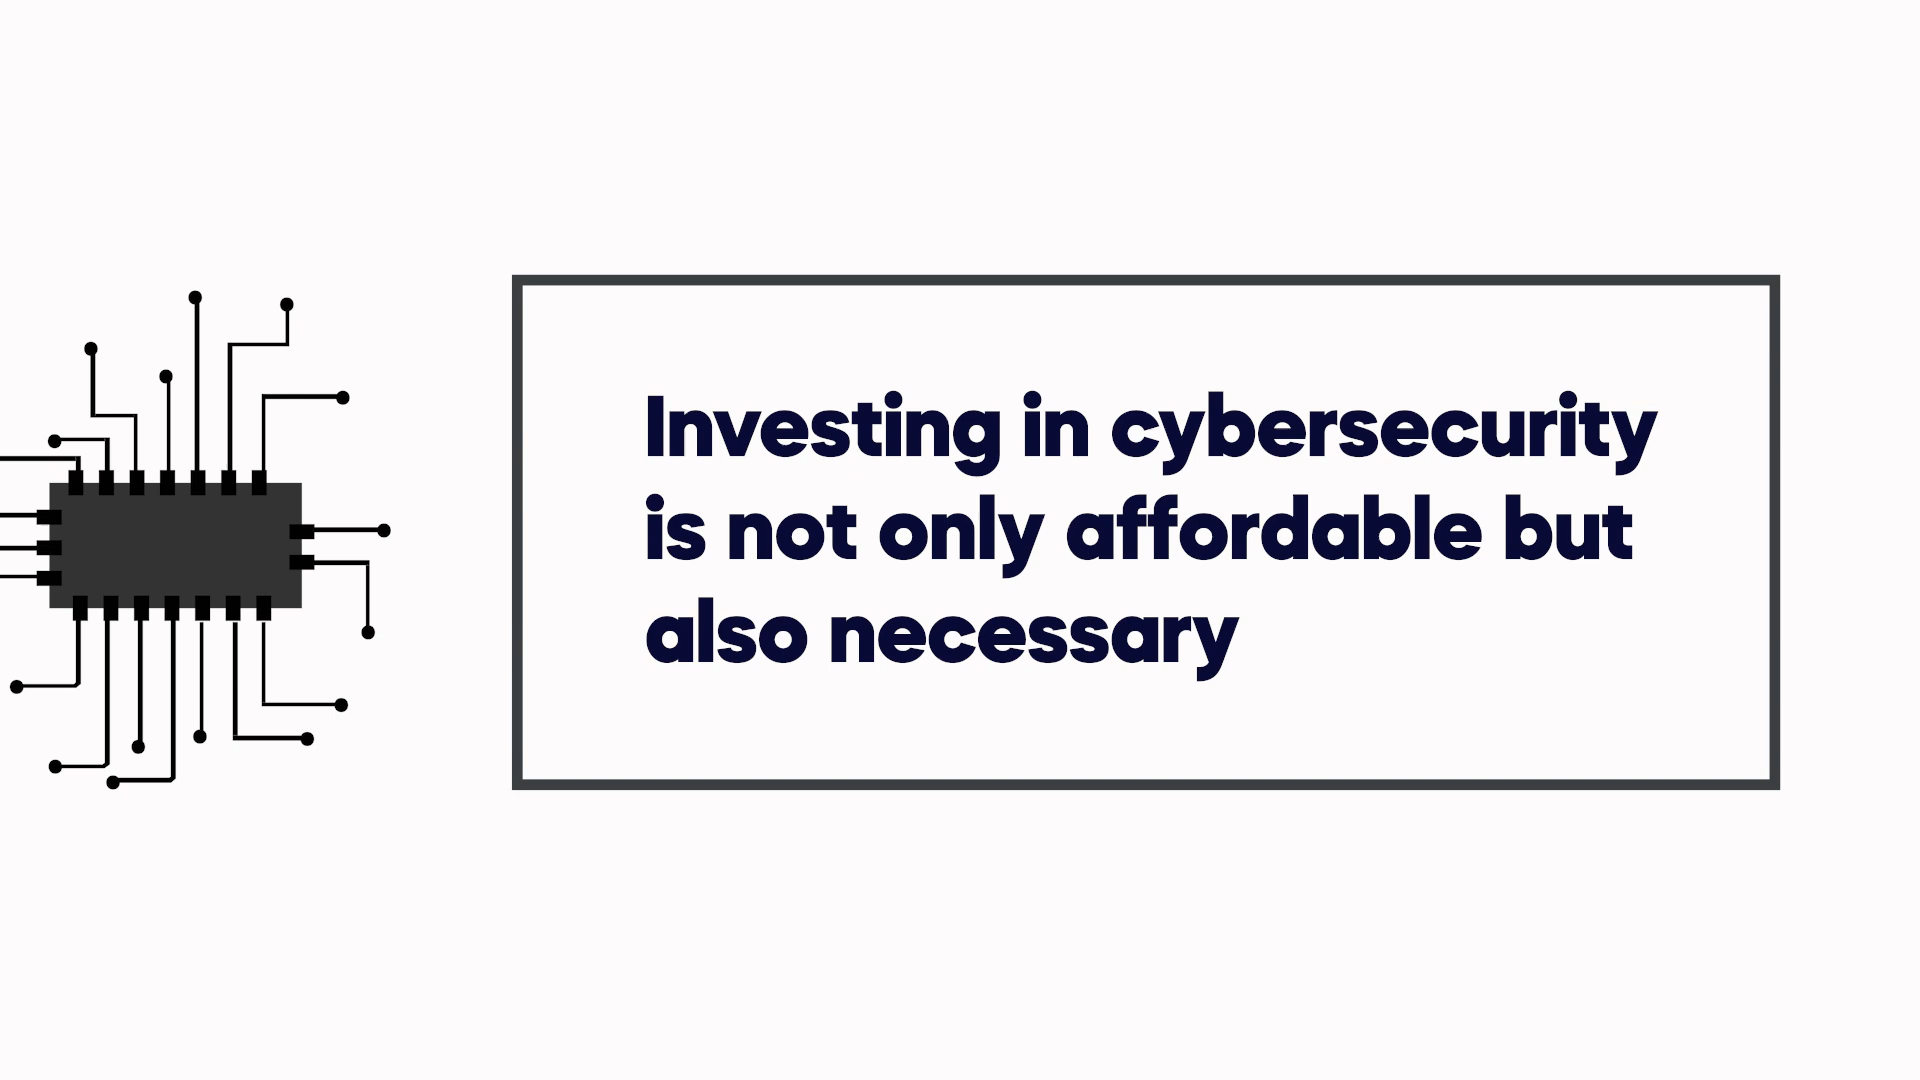 Investing in cybersecurity
is not only affordable but
also necessary